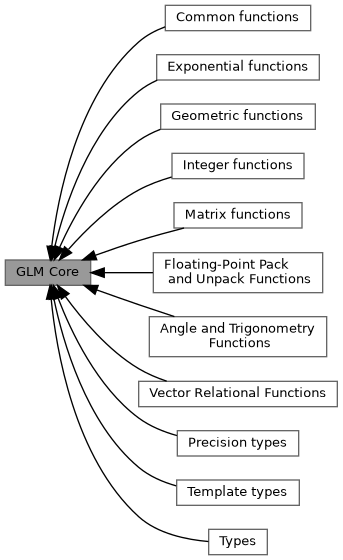 Common functions
Exponential functions
Geometric functions
Integer functions
Matrix functions
GLM Core
Floating-Point Pack
and Unpack Functions
Angle and Trigonometry
Functions
Vector Relational Functions
Precision types
Template types
Types